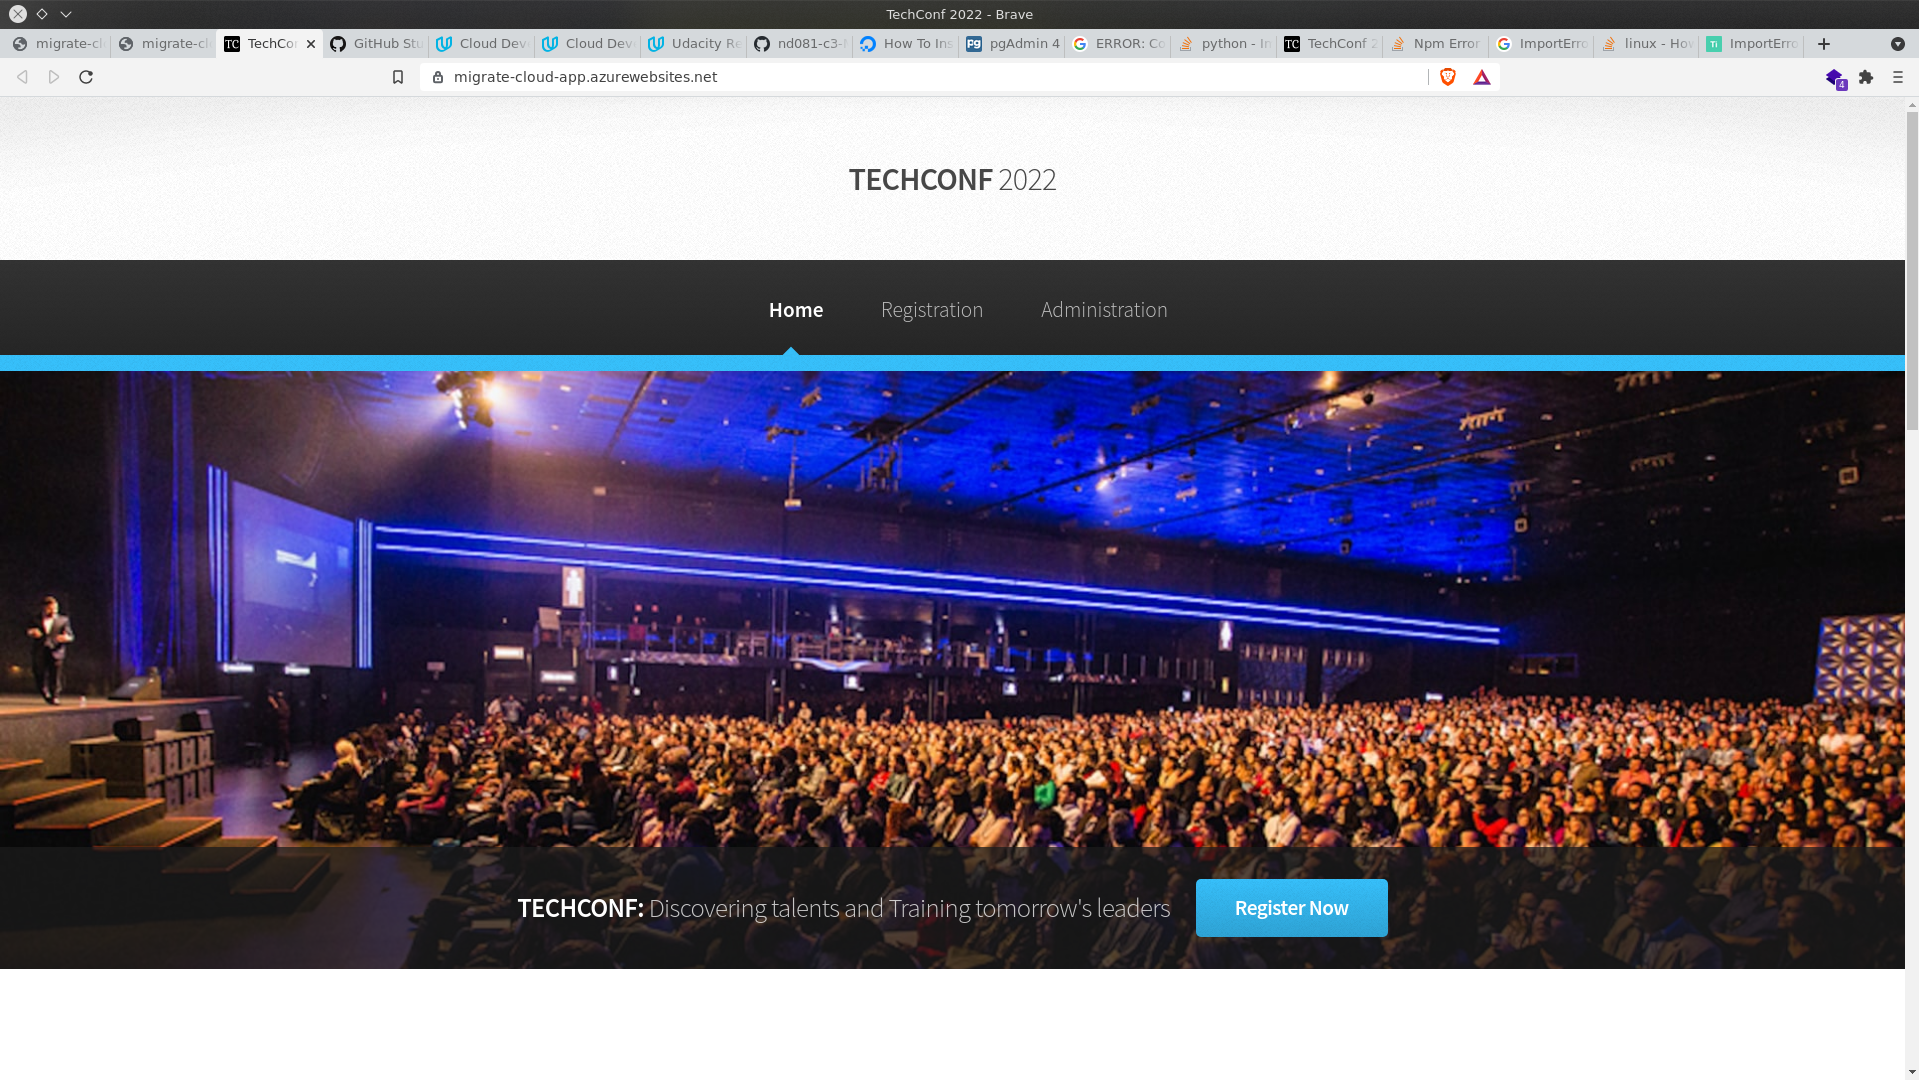 TechConf 2022 - Brave
migrate-cl
migrate-cl
TechCo
GitHub Stu
Cloud Dev
Cloud Dev
Udacity Re
nd081-c3-
How To Ins
pgAdmin 4
ERROR: Co
python - I
TechConf 2
Npm Error
ImportErro
linux - How
ImportErro
migrate-cloud-app.azurewebsites.net
4
TECHCONF 2022
Home Registration Administration
TECHCONF: Discovering talents and Training tomorrow's leaders
Register Now